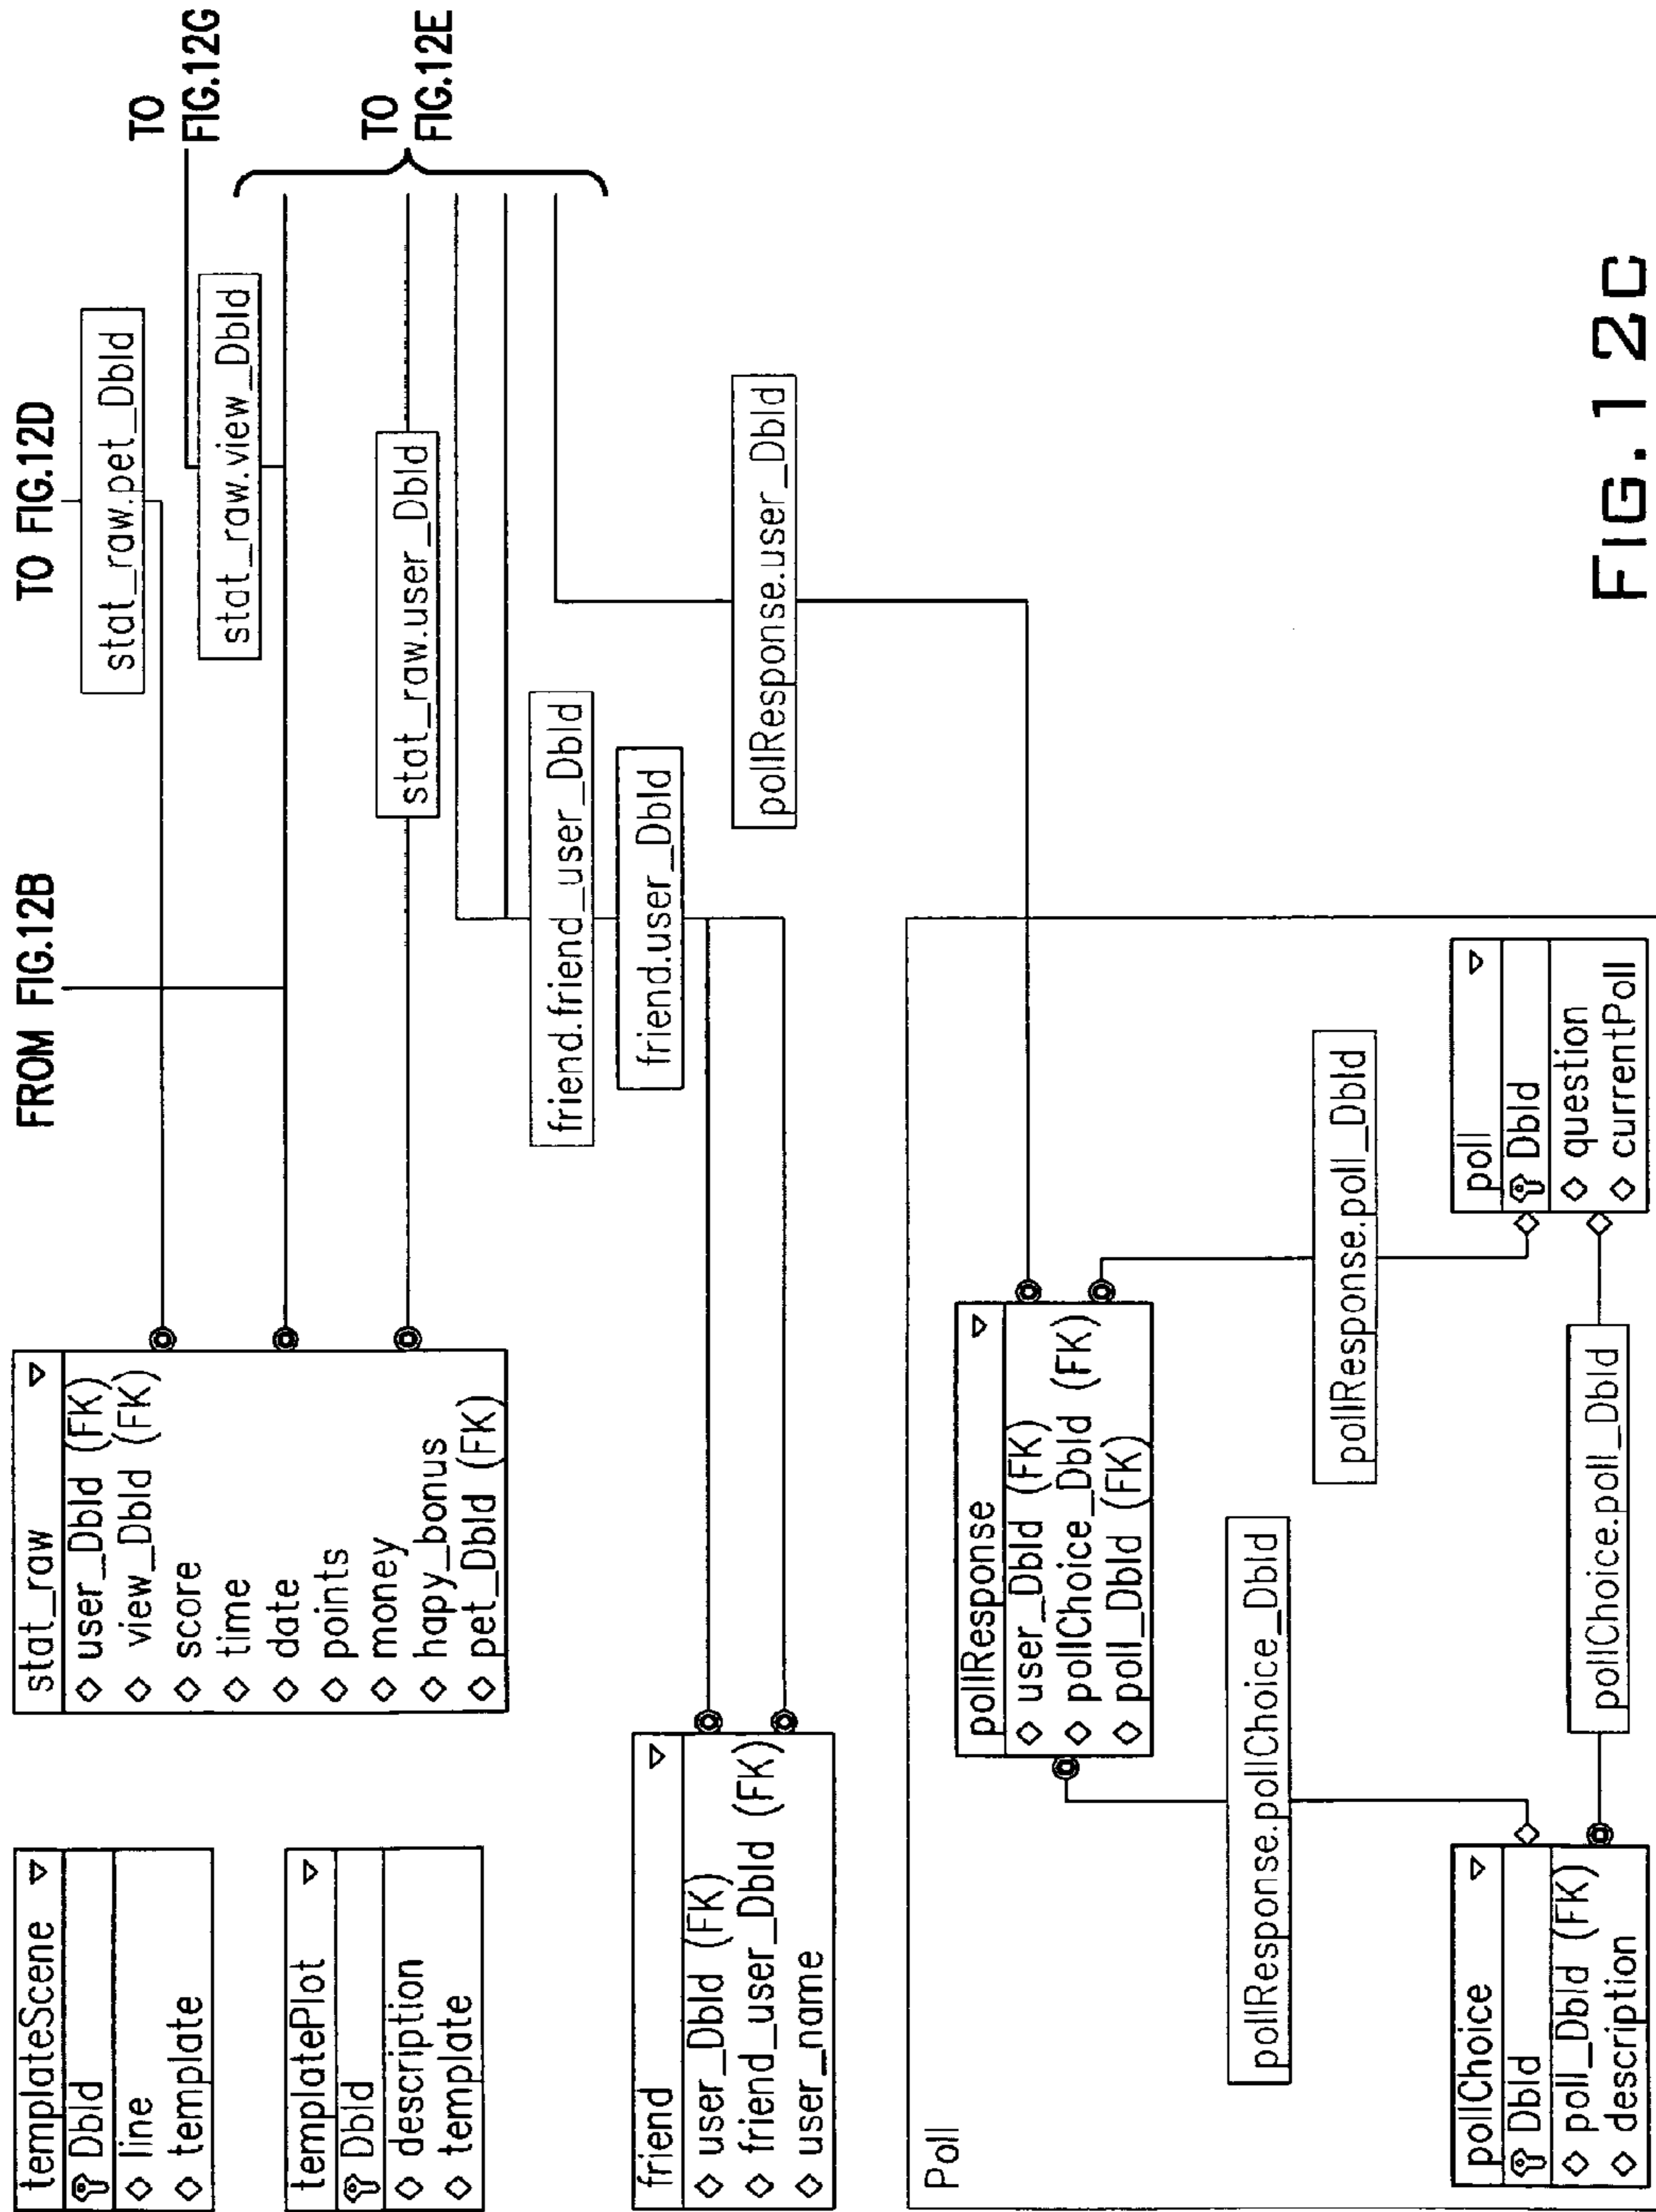 FROM FIG.12B
TO FIG.12D
TO
FIG.12G
TO
FIG.12E
templateScene
DbId
line
template
templatePlot
DbId
description
template
stat_raw
user_DbId (FK)
view_DbId (FK)
score
time
date
points
money
hapy_bonus
pet_DbId (FK)
stat_raw.pet_DbId
stat_raw.view_DbId
stat_raw.user_DbId
friend.friend_user_DbId
friend.user_DbId
friend
user_DbId (FK)
friend_user_DbId (FK)
user_name
pollResponse.user_DbId
Poll
pollResponse
user_DbId (FK)
pollChoice_DbId (FK)
poll_DbId (FK)
pollResponse.pollChoice_DbId
pollResponse.poll_DbId
pollChoice
DbId
poll_DbId (FK)
description
pollChoice.poll_DbId
poll
DbId
question
currentPoll
FIG.12C